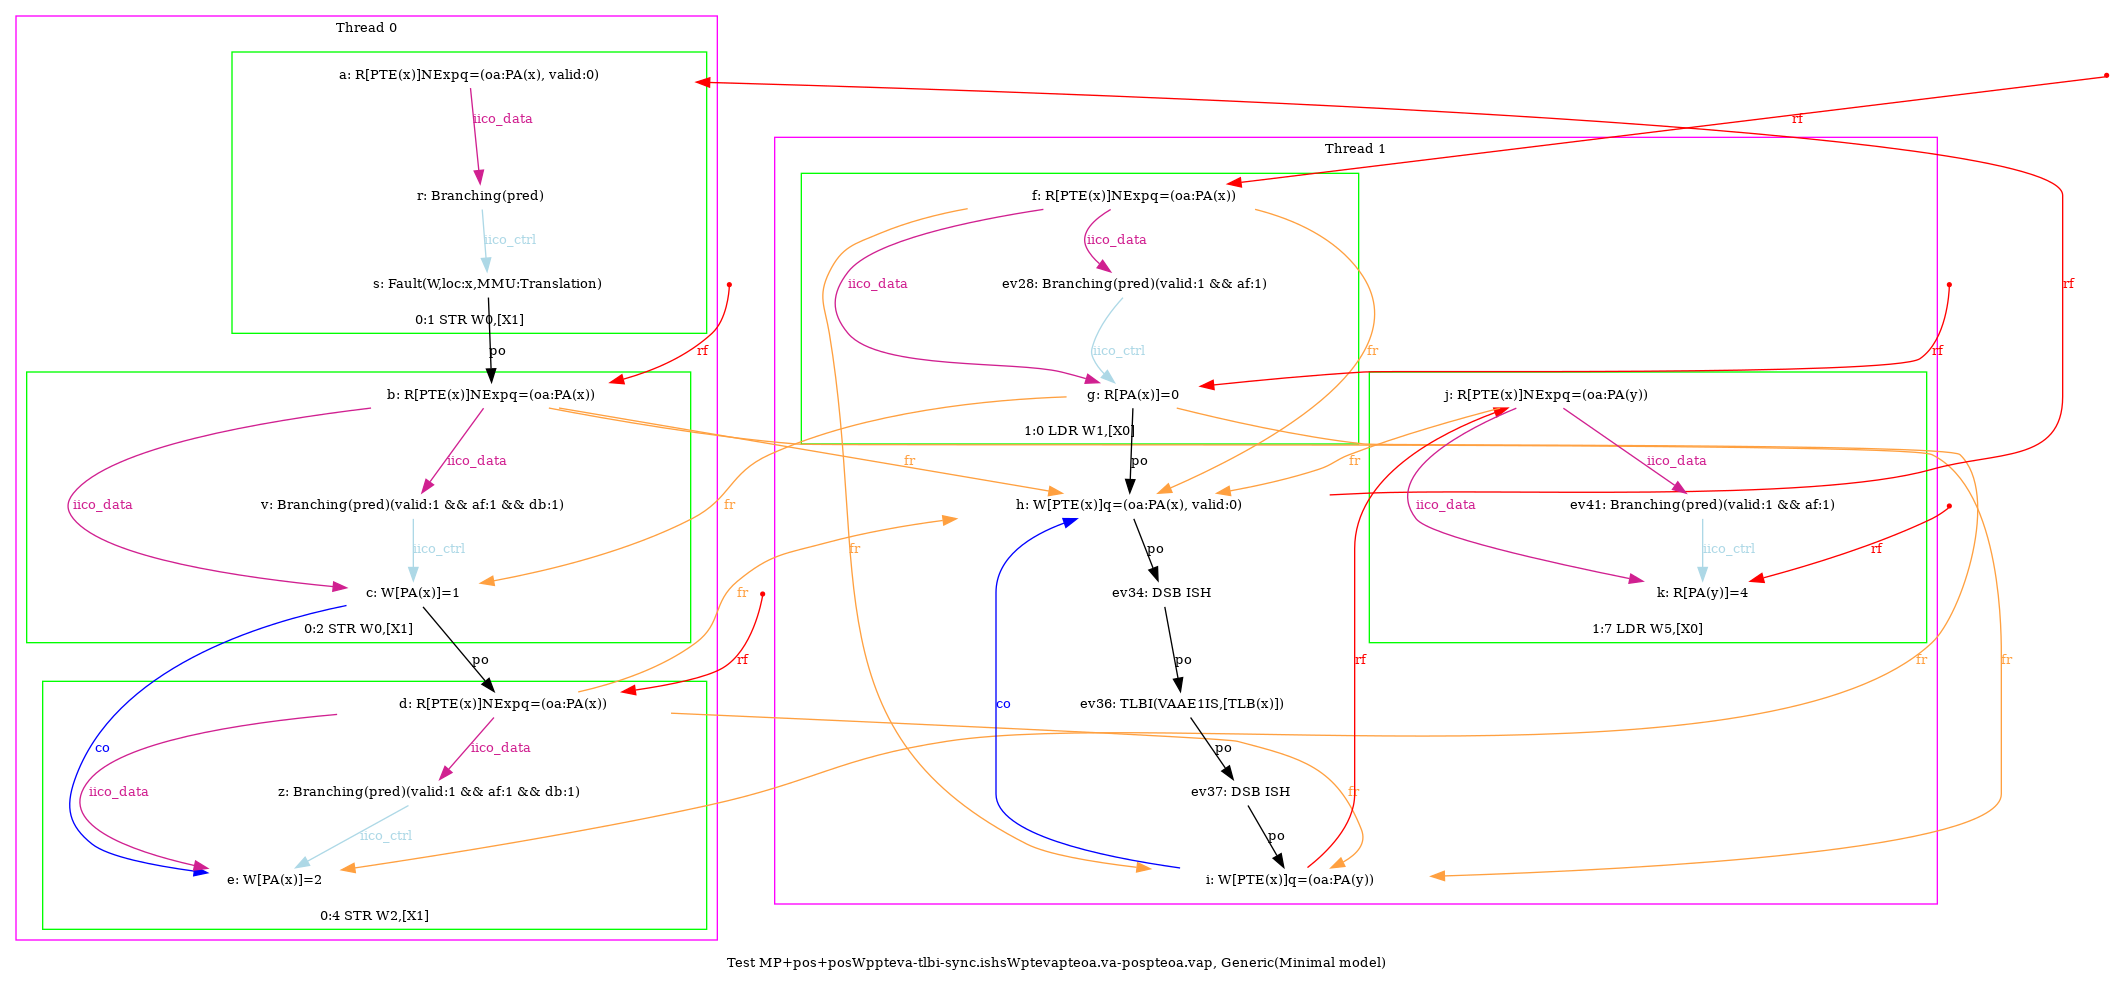 Thread 0
a: R[PTE(x)]NExpq=(oa:PA(x), valid:0)
iico_data
rf
Thread 1
r: Branching(pred)
f: R[PTE(x)]NExpq=(oa:PA(x))
iico_ctrl
iico_data
s: Fault(W,loc:x,MMU:Translation)
iico_data
ev28: Branching(pred)(valid:1 && af:1)
rf
0:1 STR W0,[X1]
po
rf
iico_ctrl
fr
rf
b: R[PTE(x)]NExpq=(oa:PA(x))
g: R[PA(x)]=0
j: R[PTE(x)]NExpq=(oa:PA(y))
1:0 LDR W1,[X0]
iico_data
fr
po
fr
iico_data
iico_data
v: Branching(pred)(valid:1 && af:1 && db:1)
fr
h: W[PTE(x)]q=(oa:PA(x), valid:0)
iico_data
ev41: Branching(pred)(valid:1 && af:1)
iico_ctrl
fr
po
iico_ctrl
rf
c: W[PA(x)]=1
fr
ev34: DSB ISH
k: R[PA(y)]=4
0:2 STR W0,[X1]
1:7 LDR W5,[X0]
po
rf
po
rf
fr
fr
d: R[PTE(x)]NExpq=(oa:PA(x))
co
ev36: TLBI(VAAE1IS,[TLB(x)])
co
iico_data
po
iico_data
z: Branching(pred)(valid:1 && af:1 && db:1)
ev37: DSB ISH
fr
iico_ctrl
po
e: W[PA(x)]=2
i: W[PTE(x)]q=(oa:PA(y))
0:4 STR W2,[X1]
Test MP+pos+posWppteva-tlbi-sync.ishsWptevapteoa.va-pospteoa.vap, Generic(Minimal model)